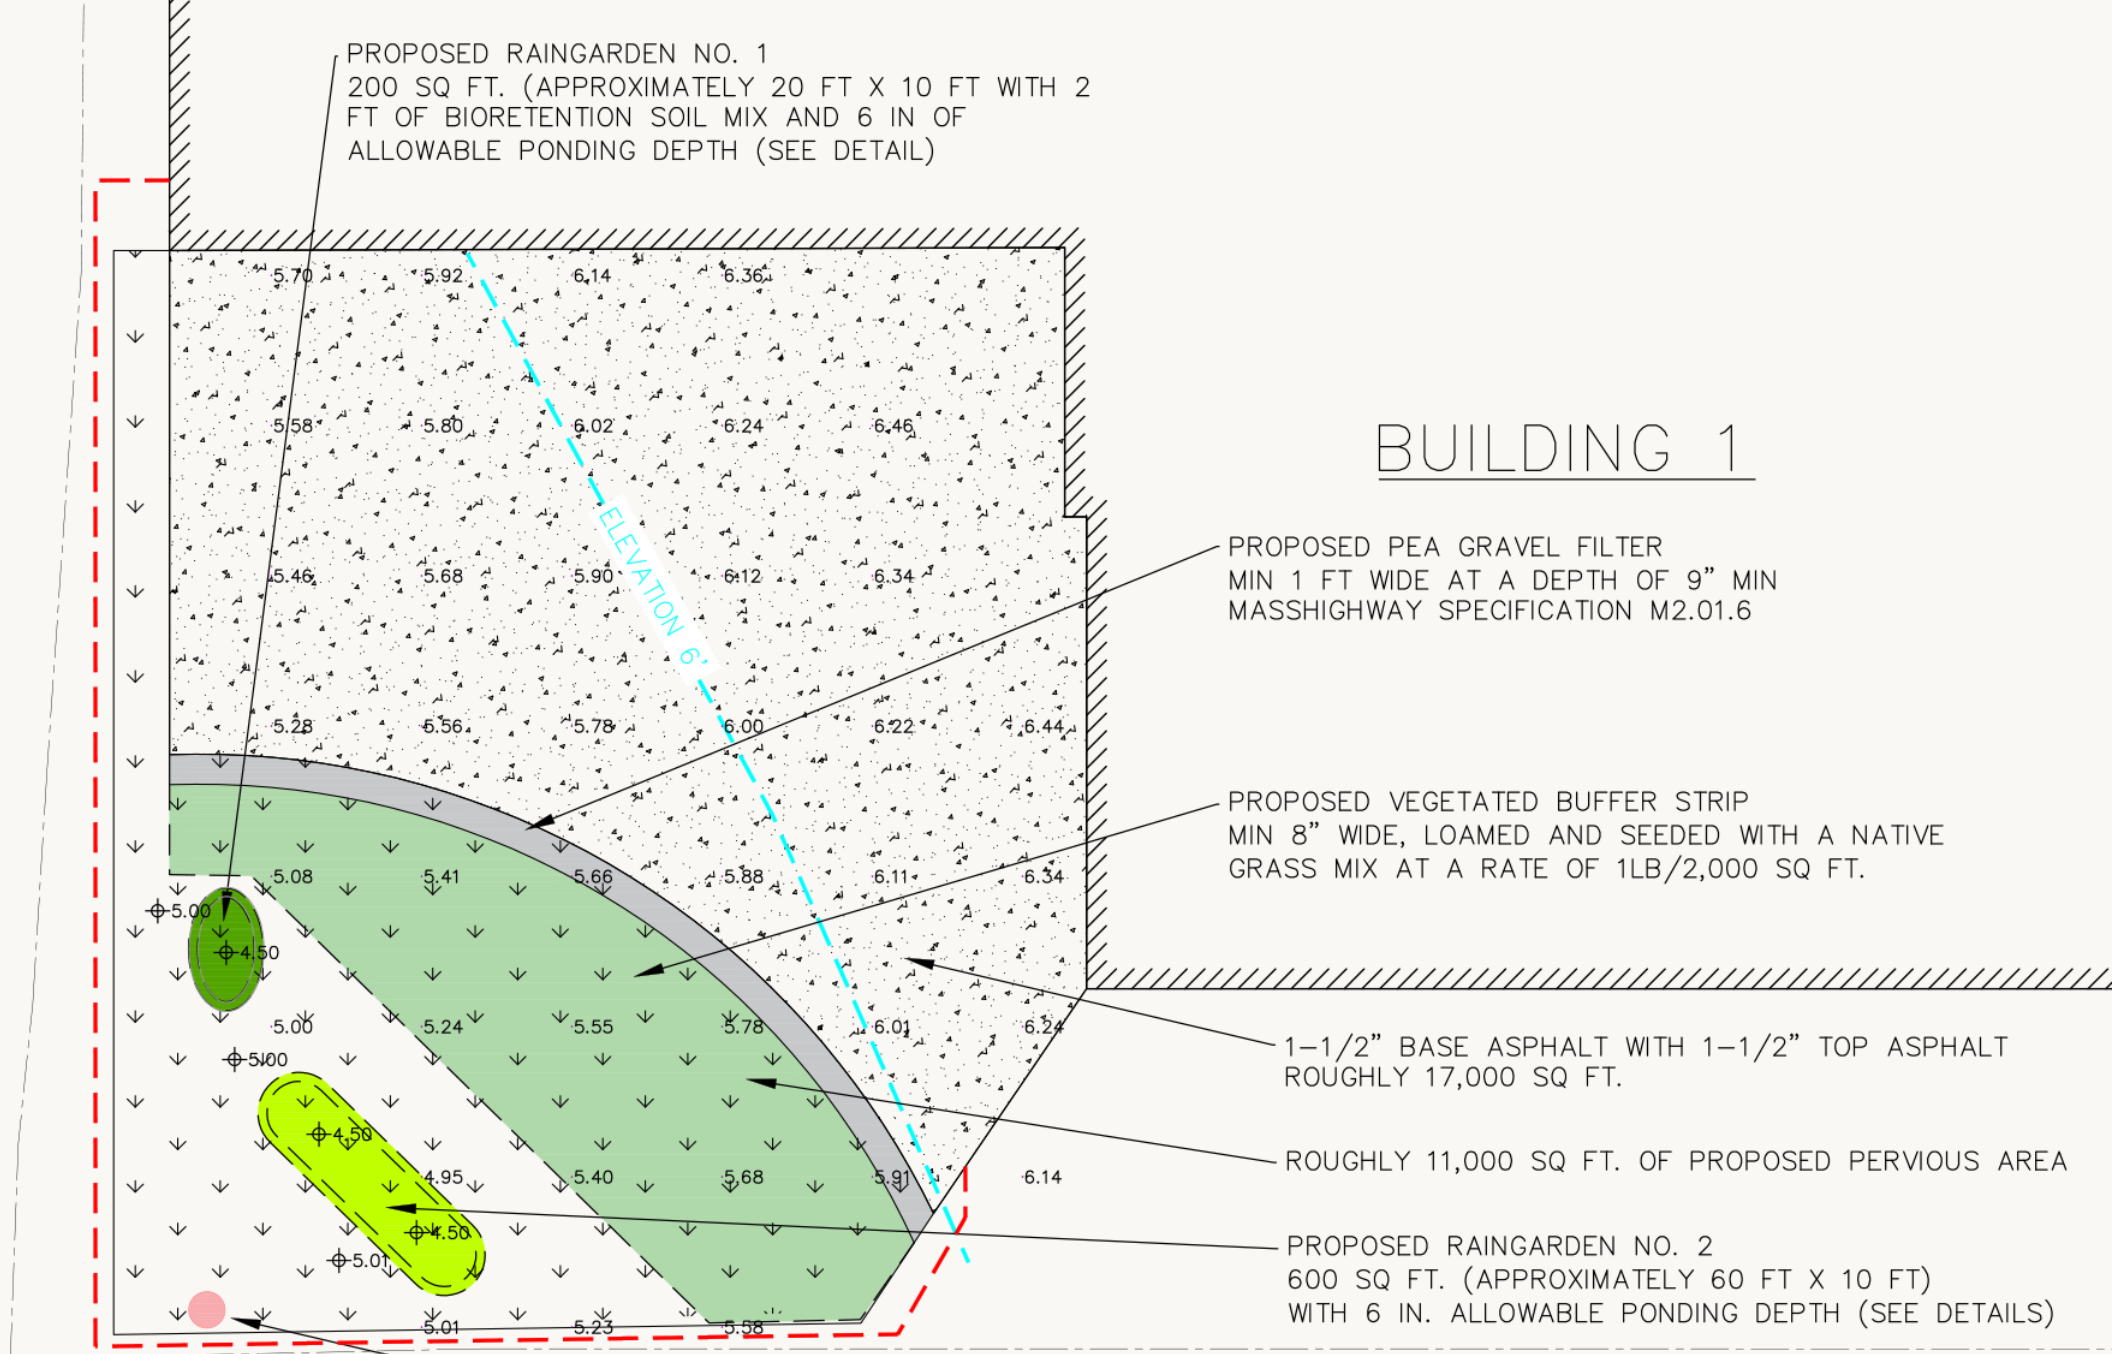 PROPOSED RAINGARDEN NO. 1
200 SQ FT. (APPROXIMATELY 20 FT X 10 FT WITH 2
FT OF BIORETENTION SOIL MIX AND 6 IN OF
ALLOWABLE PONDING DEPTH (SEE DETAIL)
5.70 5.92 6.14 6.36
5.58 5.80 6.02 6.24 6.46
BUILDING 1
ELEVATION 6'
PROPOSED PEA GRAVEL FILTER
MIN 1 FT WIDE AT A DEPTH OF 9” MIN
MASSHIGHWAY SPECIFICATION M2.01.6
5.46 5.68 5.90 6.12 6.34
5.28 5.56 5.78 6.00 6.22 6.44
PROPOSED VEGETATED BUFFER STRIP
MIN 8” WIDE, LOAMED AND SEEDED WITH A NATIVE
GRASS MIX AT A RATE OF 1LB/2,000 SQ FT.
5.08 5.41 5.66 5.88 6.11 6.34
5.00
4.50
5.00 5.24 5.55 5.78 6.01 6.24
1-1/2” BASE ASPHALT WITH 1-1/2” TOP ASPHALT
ROUGHLY 17,000 SQ FT.
5.00
4.50
ROUGHLY 11,000 SQ FT. OF PROPOSED PERVIOUS AREA
4.95 5.40 5.68 5.91 6.14
4.50
5.01
PROPOSED RAINGARDEN NO. 2
600 SQ FT. (APPROXIMATELY 60 FT X 10 FT)
WITH 6 IN. ALLOWABLE PONDING DEPTH (SEE DETAILS)
5.01 5.23 5.58